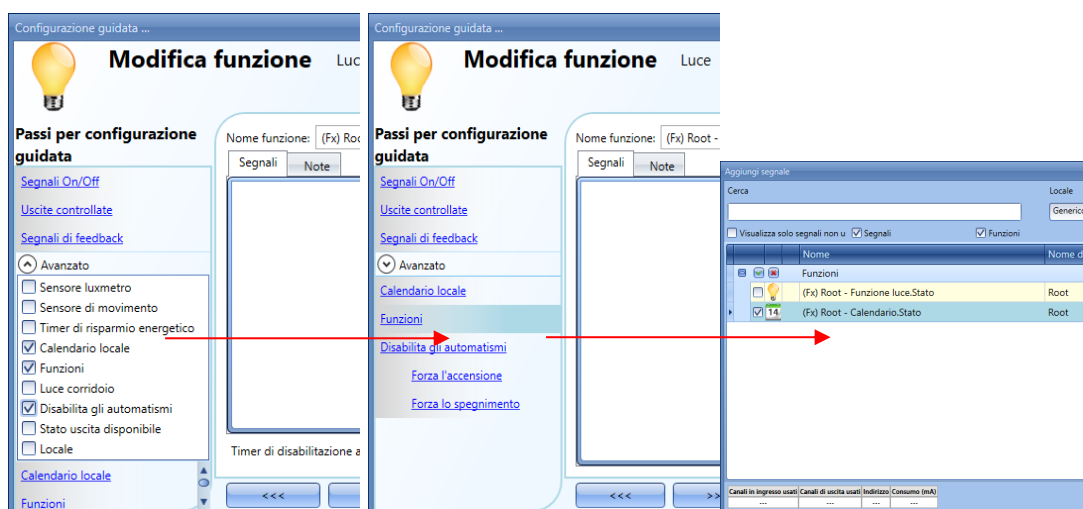 Configurazione guidata ...
Modifica funzione Luc
Passi per configurazione
guidata
Segnali On/Off
Uscite controllate
Segnali di feedback
Avanzato
Sensore luxmetro
Sensore di movimento
Timer di risparmio energetico
Calendario locale
Funzioni
Luce corridoio
Disabilita gli automatismi
Stato uscita disponibile
Locale
Calendario locale
Funzioni
Nome funzione: (Fx) Roo
Segnali Note
Timer di disabilitazione a
<<<
Configurazione guidata ...
Modifica funzione Luce
Passi per configurazione
guidata
Segnali On/Off
Uscite controllate
Segnali di feedback
Avanzato
Calendario locale
Funzioni
Disabilita gli automatismi
Forza l'accensione
Forza lo spegnimento
Nome funzione: (Fx) Root -
Segnali Note
<<< >>
Aggiungi segnale
Cerca Locale
Generico
Visualizza solo segnali non u Segnali Funzioni
Nome Nome d
Funzioni
(Fx) Root - Funzione luce.Stato Root
14 (Fx) Root - Calendario.Stato Root
Canali in ingresso usati Canali di uscita usati Indirizzo Consumo (mA)
--- --- --- ---